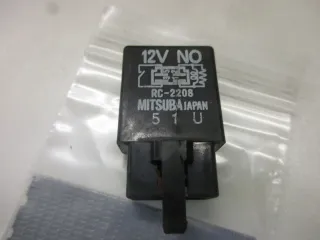 12V NO
RC-2208
MITSUBA JAPAN
51U